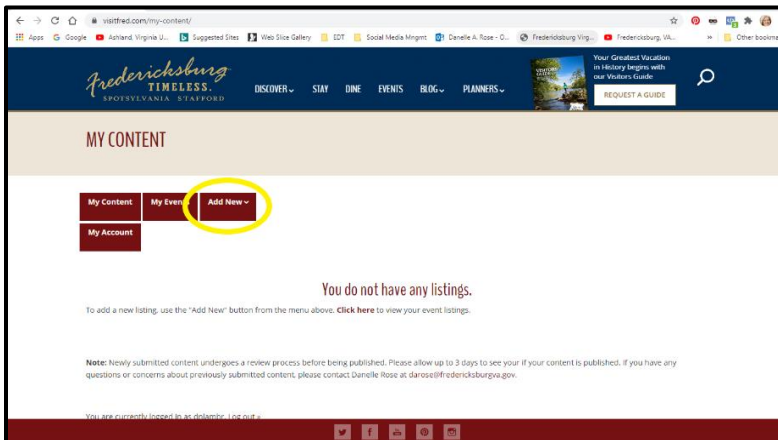 visitfred.com/my-content/
Apps Google Ashland, Virginia U... Suggested Sites Web Slice Gallery EDT Social Media Mngmt Danelle A. Rose - O... Fredericksburg Virg... Fredericksburg, VA... » Other bookma
Fredericksburg
TIMELESS.
SPOTSYLVANIA STAFFORD
DISCOVER STAY DINE EVENTS BLOG PLANNERS
Your Greatest Vacation
in History begins with
our Visitors Guide
REQUEST A GUIDE
MY CONTENT
My Content My Events Add New
My Account
You do not have any listings.
To add a new listing, use the "Add New" button from the menu above. Click here to view your event listings.
Note: Newly submitted content undergoes a review process before being published. Please allow up to 3 days to see your if your content is published. If you have any
questions or concerns about previously submitted content, please contact Danelle Rose at darose@fredericksburgva.gov.
You are currently logged in as dplambr. Log out »